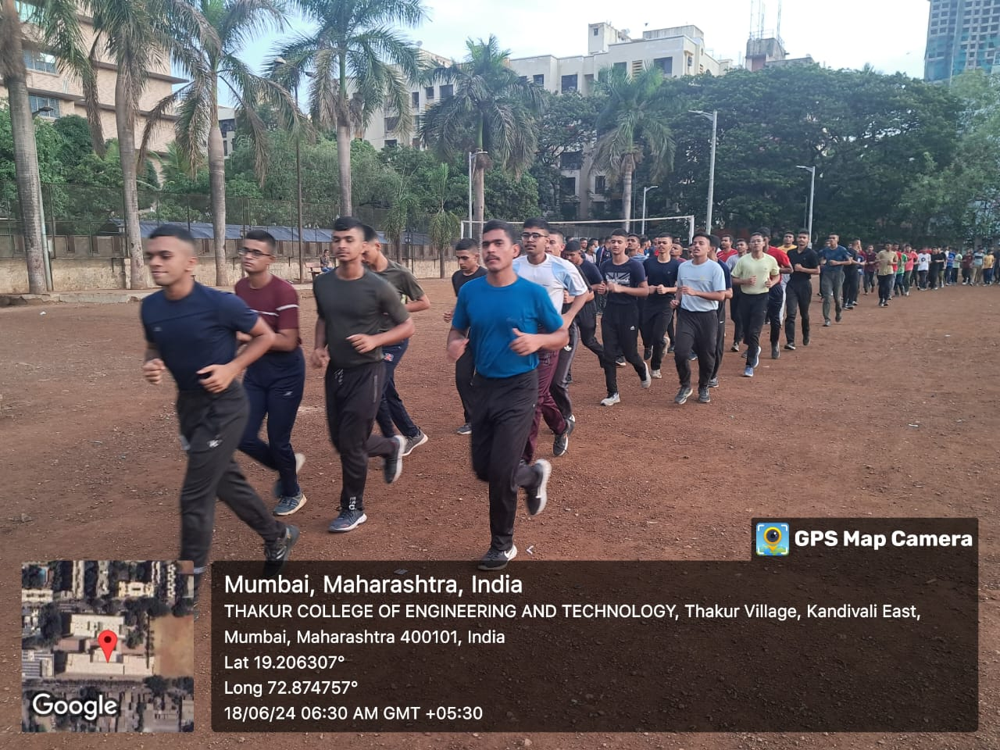 GPS Map Camera
Mumbai, Maharashtra, India
THAKUR COLLEGE OF ENGINEERING AND TECHNOLOGY, Thakur Village, Kandivali East,
Mumbai, Maharashtra 400101, India
Lat 19.206307°
Long 72.874757°
18/06/24 06:30 AM GMT +05:30
Google